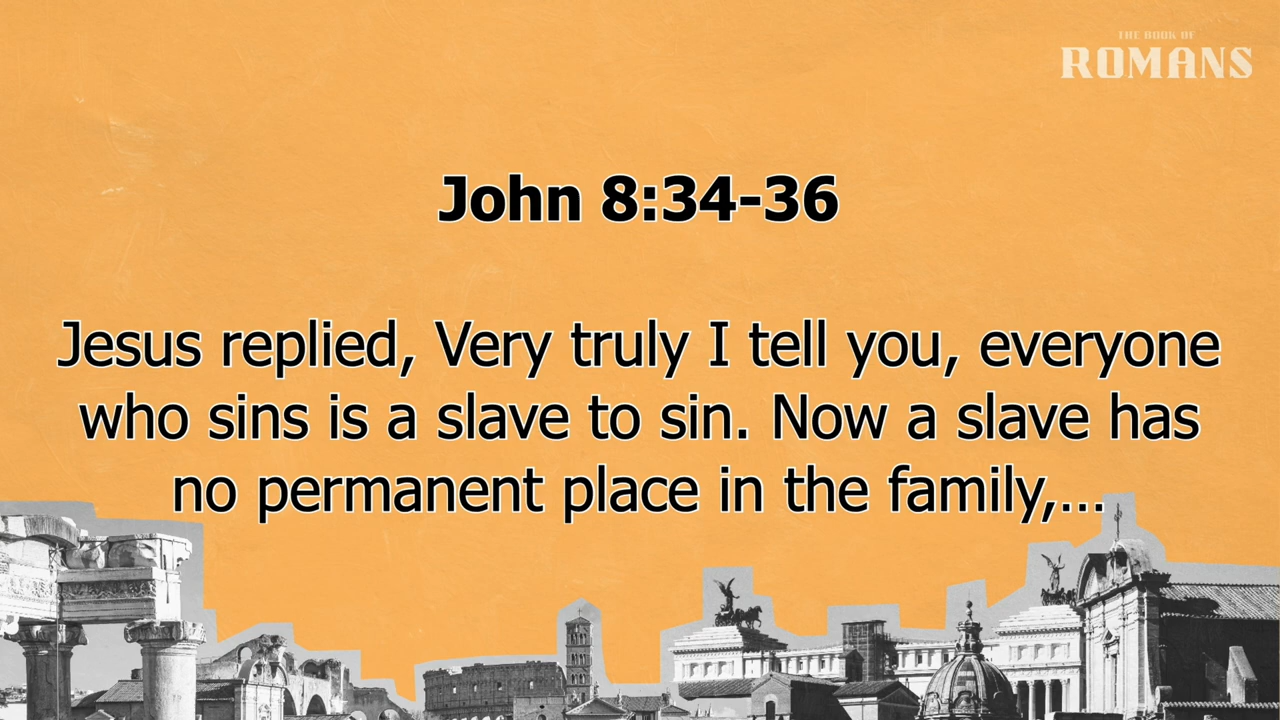 THE BOOK OF
ROMANS
John 8:34-36
Jesus replied, Very truly I tell you, everyone
who sins is a slave to sin. Now a slave has
no permanent place in the family,...